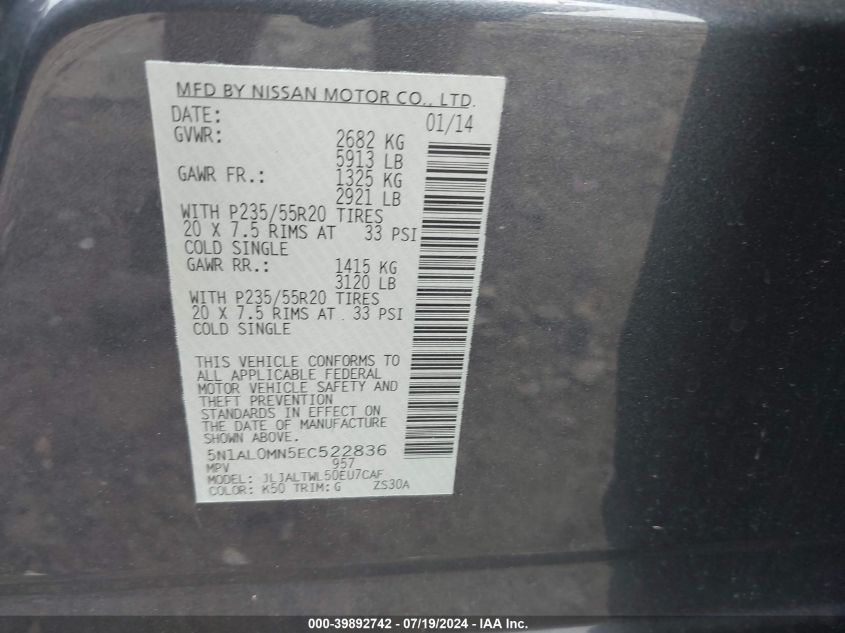 MFD BY NISSAN MOTOR CO., LTD.
DATE: 01/14
GVWR: 2682 KG
5913 LB
GAWR FR.: 1325 KG
2921 LB
WITH P235/55R20 TIRES
20 X 7.5 RIMS AT 33 PSI
COLD SINGLE
GAWR RR.: 1415 KG
3120 LB
WITH P235/55R20 TIRES
20 X 7.5 RIMS AT 33 PSI
COLD SINGLE
THIS VEHICLE CONFORMS TO
ALL APPLICABLE FEDERAL
MOTOR VEHICLE SAFETY AND
THEFT PREVENTION
STANDARDS IN EFFECT ON
THE DATE OF MANUFACTURE
SHOWN ABOVE.
5N1AL0MN5EC522836
MPV 957
MODEL: JLJALTWL50EU7CAF
COLOR: K50 TRIM: G ZS30A
000-39892742 - 07/19/2024 - IAA Inc.